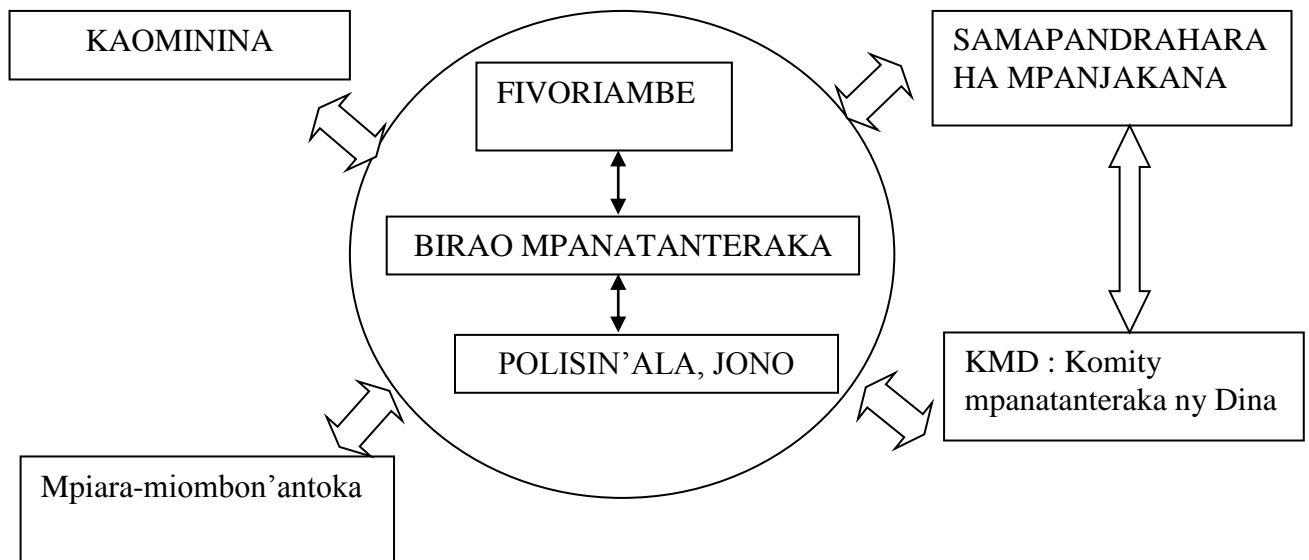 KAOMININA
SAMAPANDRAHARA
HA MPANJAKANA
FIVORIAMBE
BIRAO MPANATANTERAKA
POLISIN’ALA, JONO
KMD : Komity
mpanatanteraka ny Dina
Mpiara-miombon’antoka